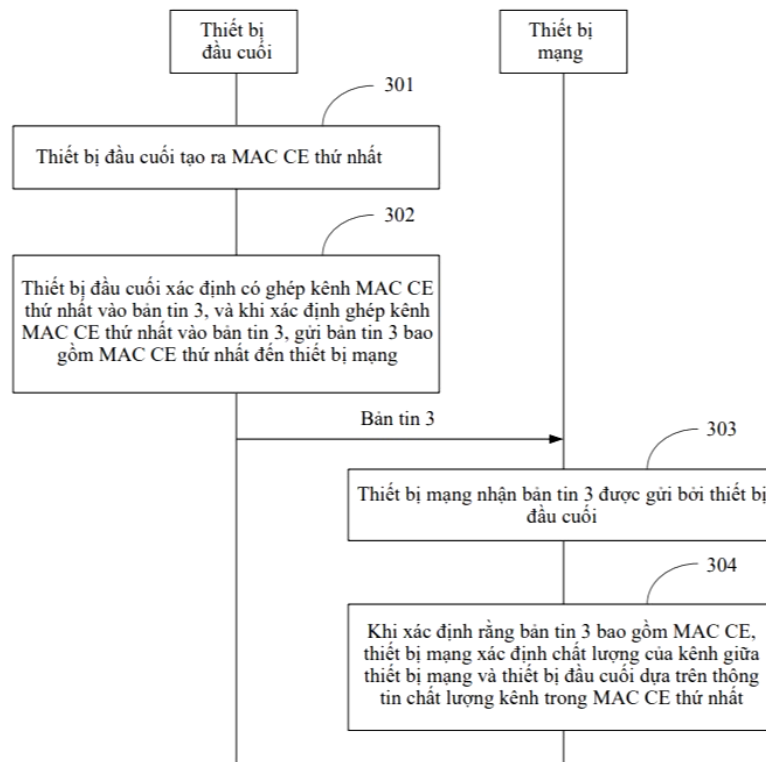 Thiết bị
đầu cuối
Thiết bị
mạng
301
Thiết bị đầu cuối tạo ra MAC CE thứ nhất
302
Thiết bị đầu cuối xác định có ghép kênh MAC CE
thứ nhất vào bản tin 3, và khi xác định ghép kênh
MAC CE thứ nhất vào bản tin 3, gửi bản tin 3 bao
gồm MAC CE thứ nhất đến thiết bị mạng
Bản tin 3
303
Thiết bị mạng nhận bản tin 3 được gửi bởi thiết bị
đầu cuối
304
Khi xác định rằng bản tin 3 bao gồm MAC CE,
thiết bị mạng xác định chất lượng của kênh giữa
thiết bị mạng và thiết bị đầu cuối dựa trên thông
tin chất lượng kênh trong MAC CE thứ nhất